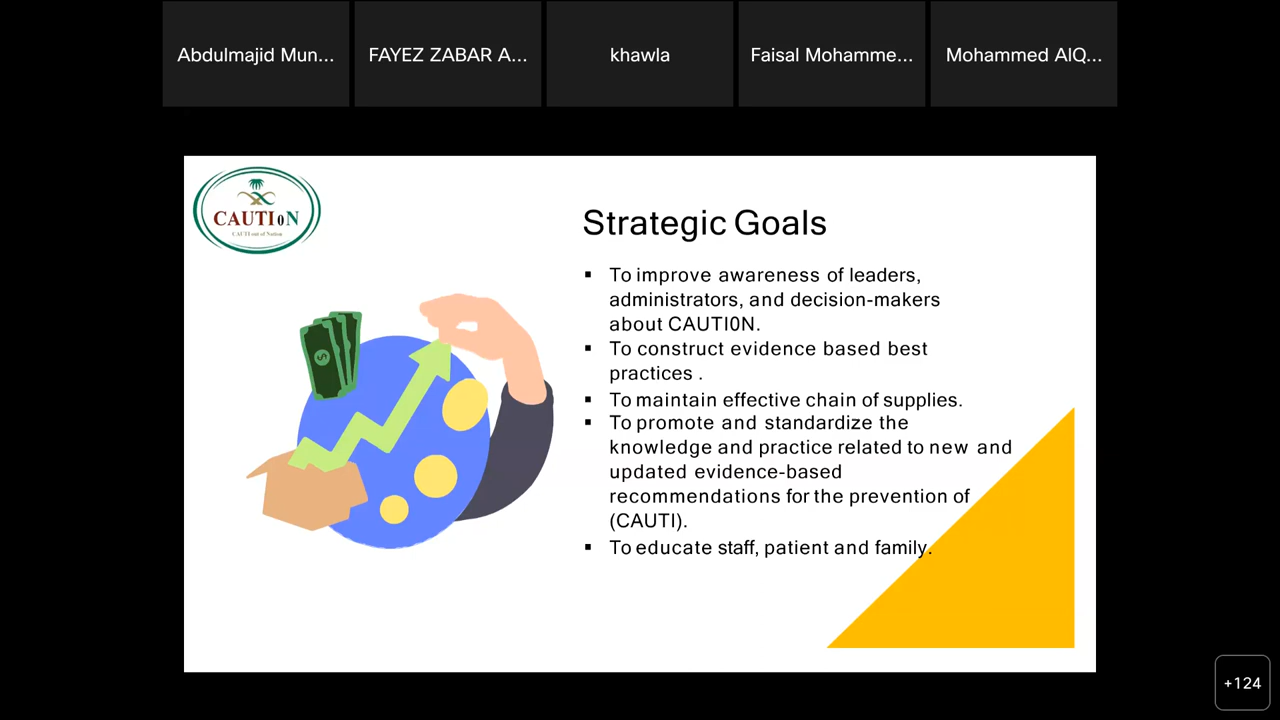 Abdulmajid Mun...
FAYEZ ZABAR A...
khawla
Faisal Mohamme...
Mohammed AlQ...
CAUTI0N
CAUTI out of Nation
Strategic Goals
▪ To improve awareness of leaders,
administrators, and decision-makers
about CAUTI0N.
▪ To construct evidence based best
practices .
▪ To maintain effective chain of supplies.
▪ To promote and standardize the
knowledge and practice related to new and
updated evidence-based
recommendations for the prevention of
(CAUTI).
▪ To educate staff, patient and family.
+124